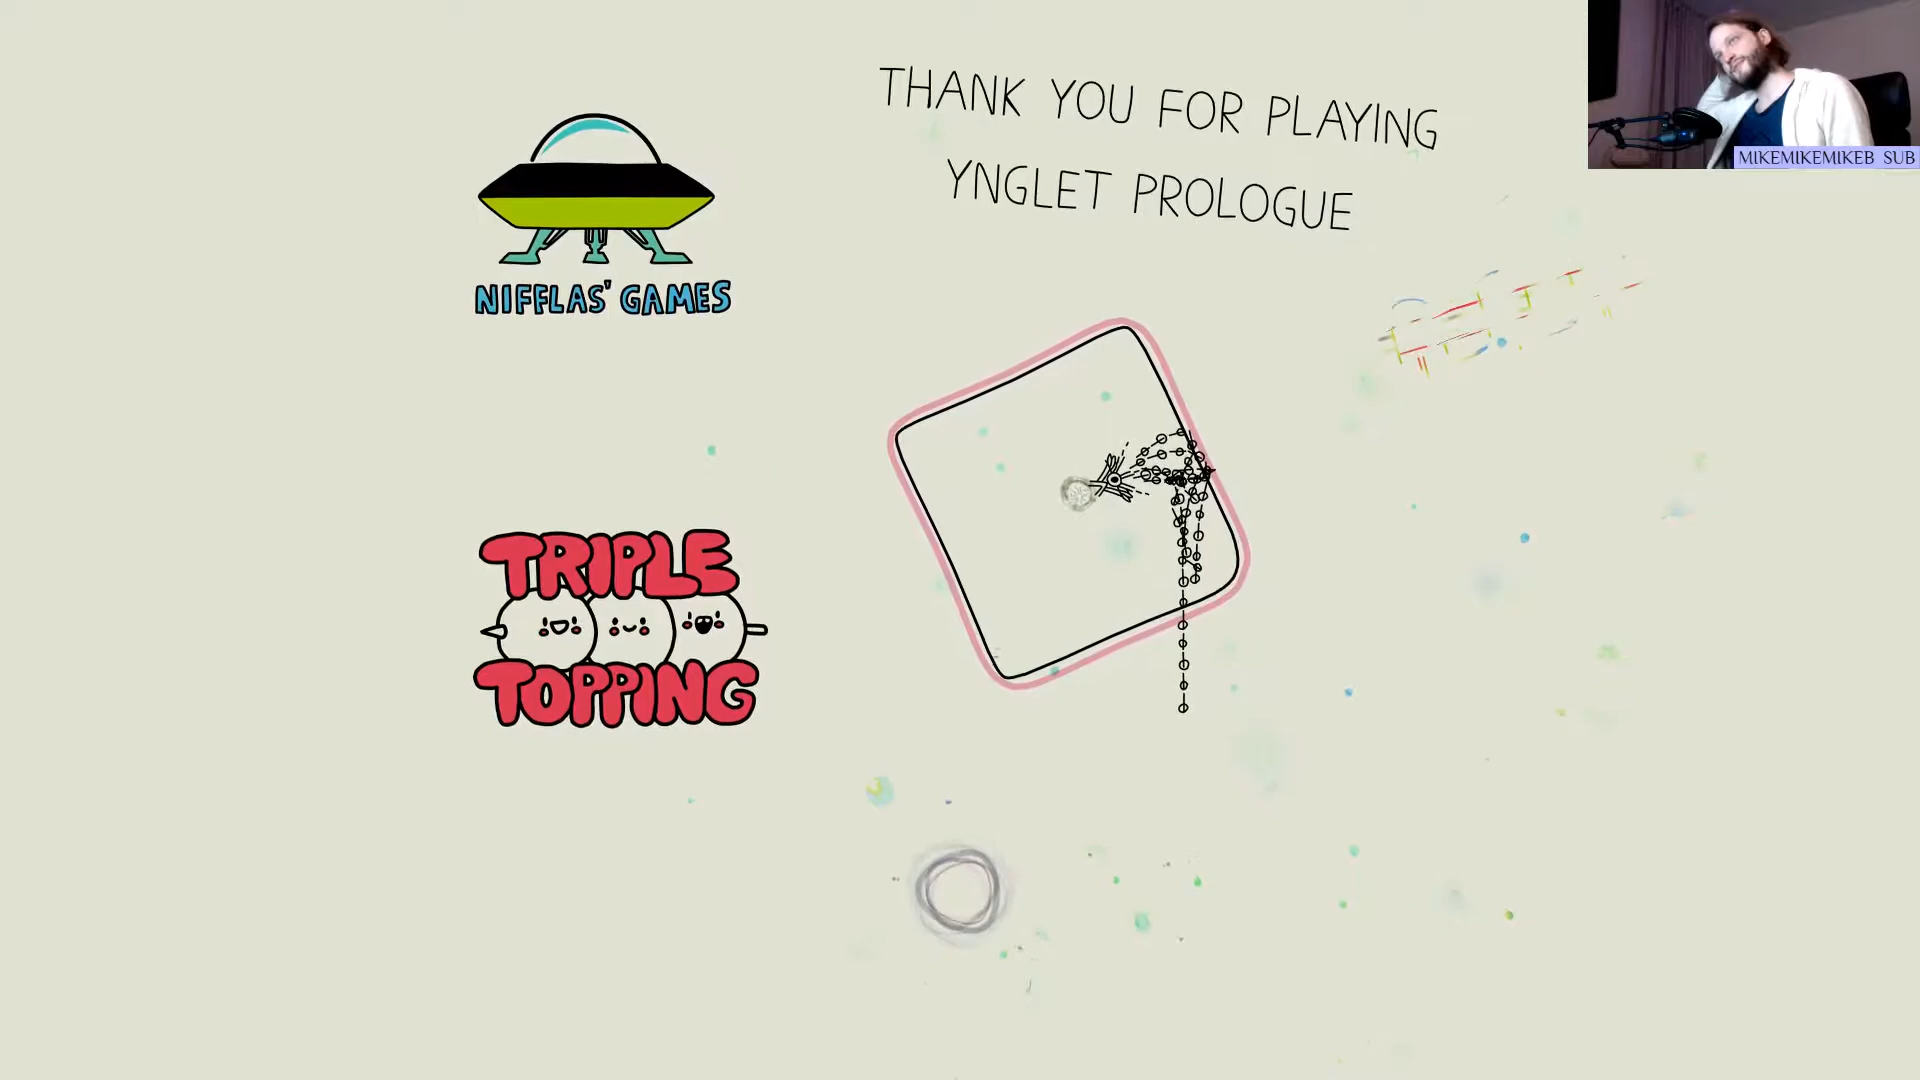 THANK YOU FOR PLAYING
YNGLET PROLOGUE
NIFFLAS' GAMES
TRIPLE
TOPPING
MIKEMIKEMIKEB SUB